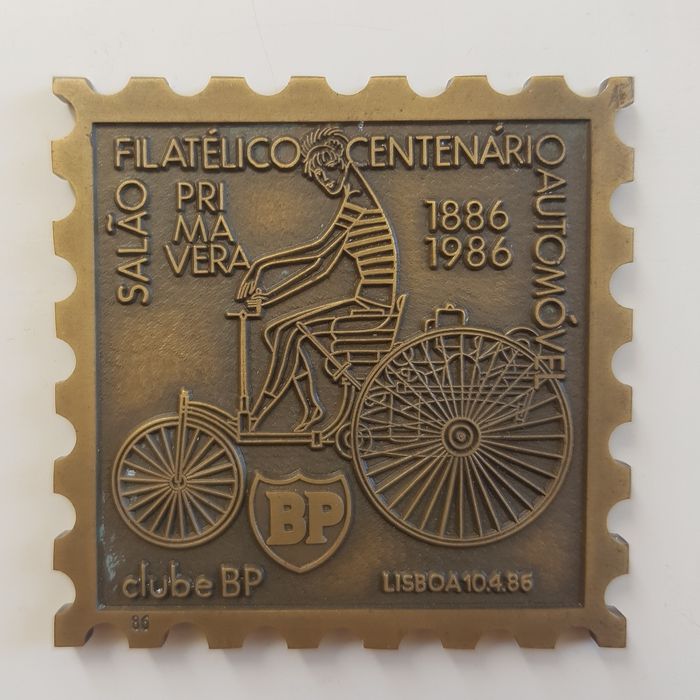 SALÃO
FILATÉLICO
PRI
MA
VERA
CENTENÁRIO
AUTOMÓVEL
1886
1986
BP
clube BP
LISBOA 10.4.86
86